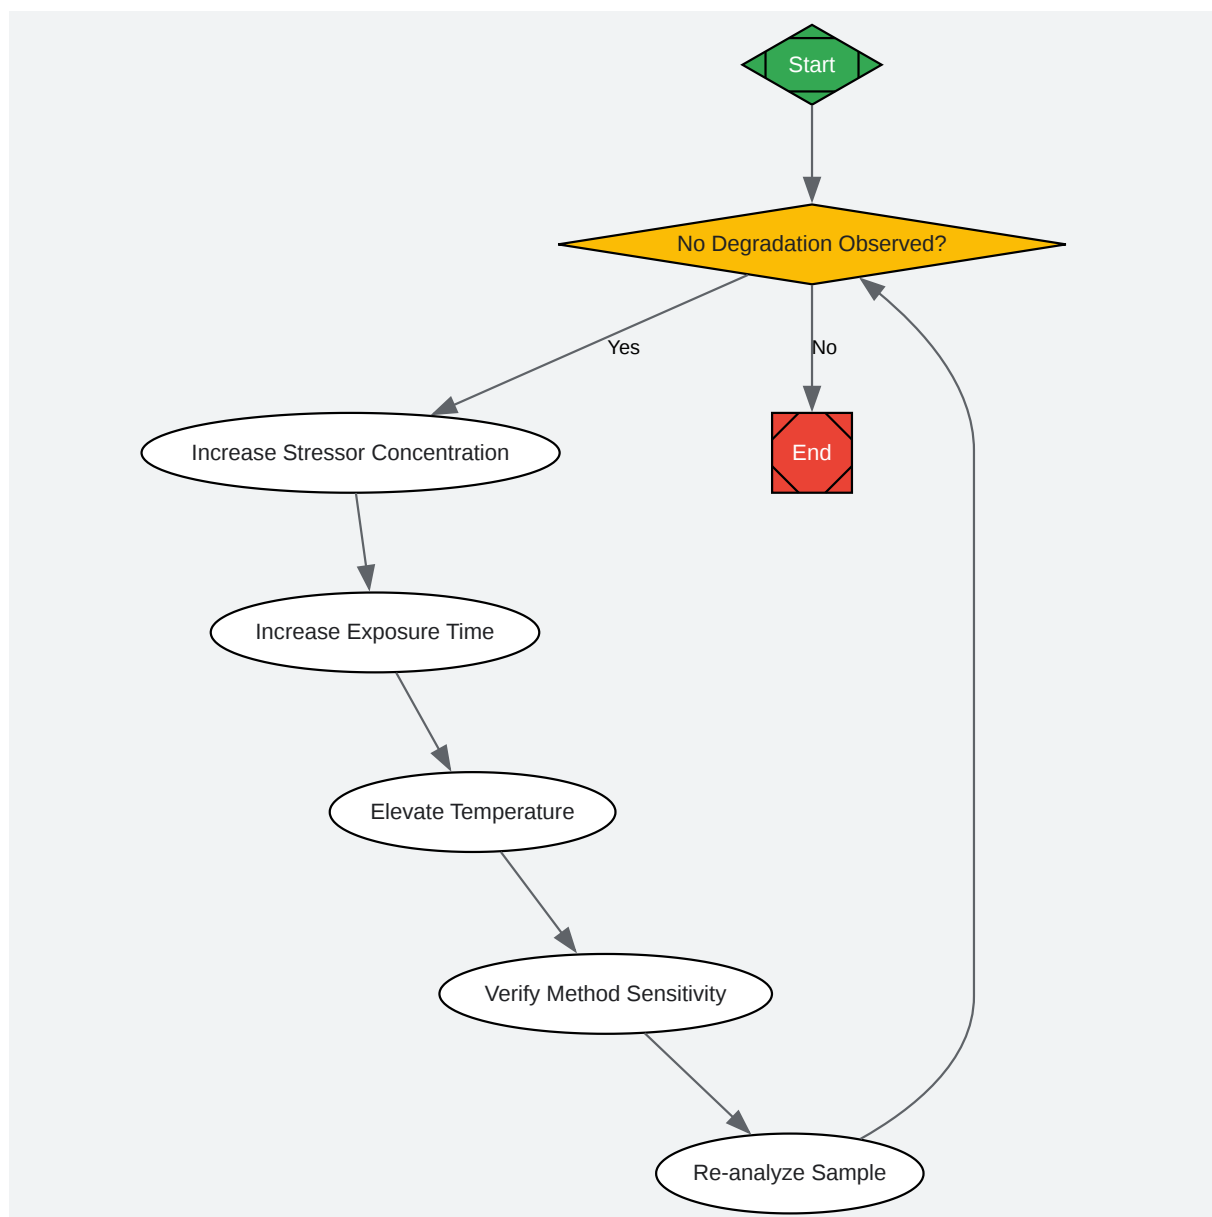 Start
No Degradation Observed?
Yes
No
Increase Stressor Concentration
End
Increase Exposure Time
Elevate Temperature
Verify Method Sensitivity
Re-analyze Sample